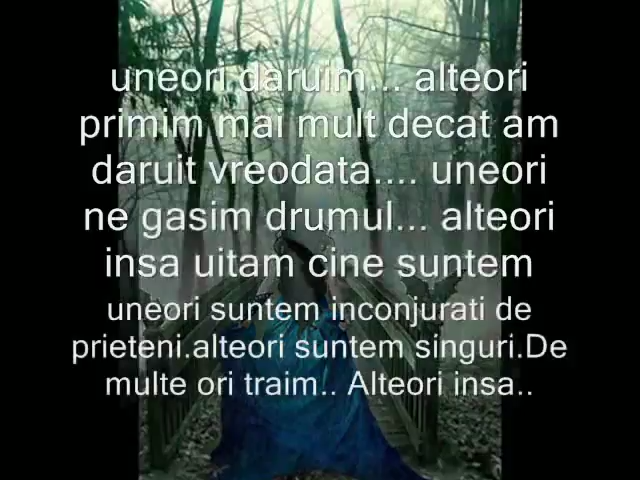 uneori daruim... alteori
primim mai mult decat am
daruit vreodata.... uneori
ne gasim drumul... alteori
insa uitam cine suntem
uneori suntem inconjurati de
prieteni.alteori suntem singuri.De
multe ori traim.. Alteori insa..